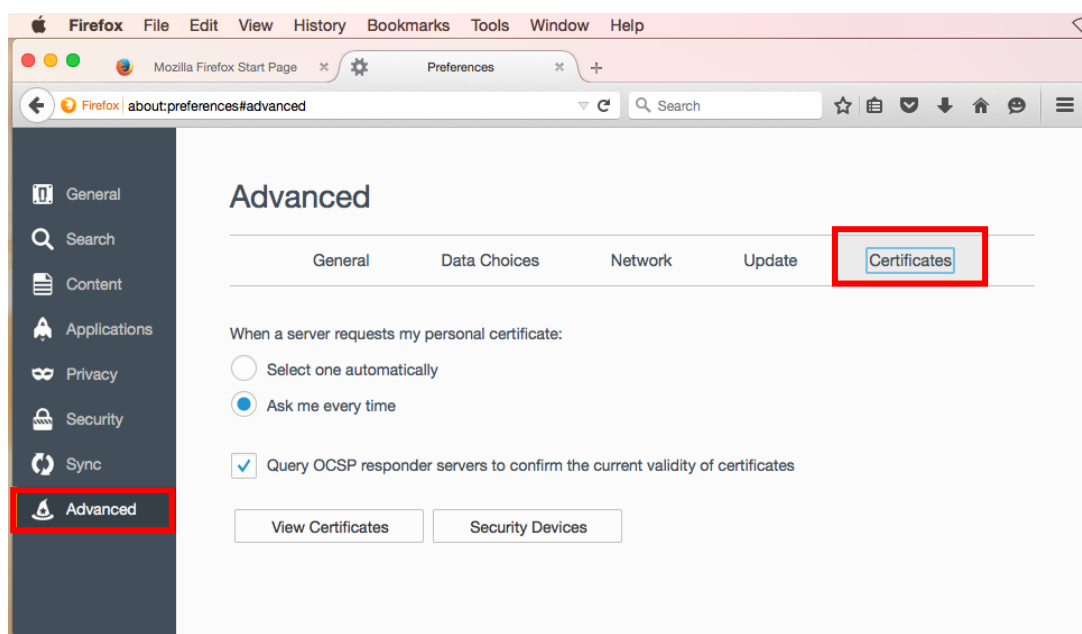 Firefox File Edit View History Bookmarks Tools Window Help
Mozilla Firefox Start Page Preferences
Firefox about:preferences#advanced Search
General
Search
Content
Applications
Privacy
Security
Sync
Advanced
Advanced
General Data Choices Network Update Certificates
When a server requests my personal certificate:
Select one automatically
Ask me every time
Query OCSP responder servers to confirm the current validity of certificates
View Certificates Security Devices